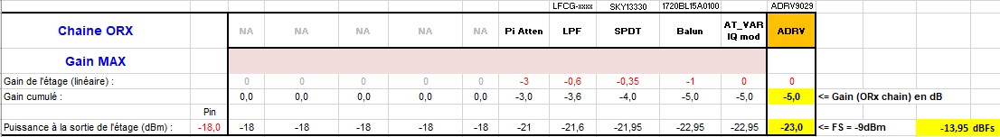 LFCG-xxxx SKY13330 1720BL15A0100 ADRV9029
Chaine ORX NA NA NA NA NA Pi Atten LPF SPDT Balun AT_VAR IQ mod ADRV
Gain MAX
Gain de l'étage (linéaire) : 0 0 0 0 0 -3 -0,6 -0,35 -1 0 0
Gain cumulé : 0,0 0,0 0,0 0,0 0,0 -3,0 -3,6 -4,0 -5,0 -5,0 -5,0 <= Gain (ORx chain) en dB
Pin
Puissance à la sortie de l'étage (dBm) : -18,0 -18 -18 -18 -18 -18 -21 -21,6 -21,95 -22,95 -22,95 -23,0 <= FS = -9dBm -13,95 dBFs